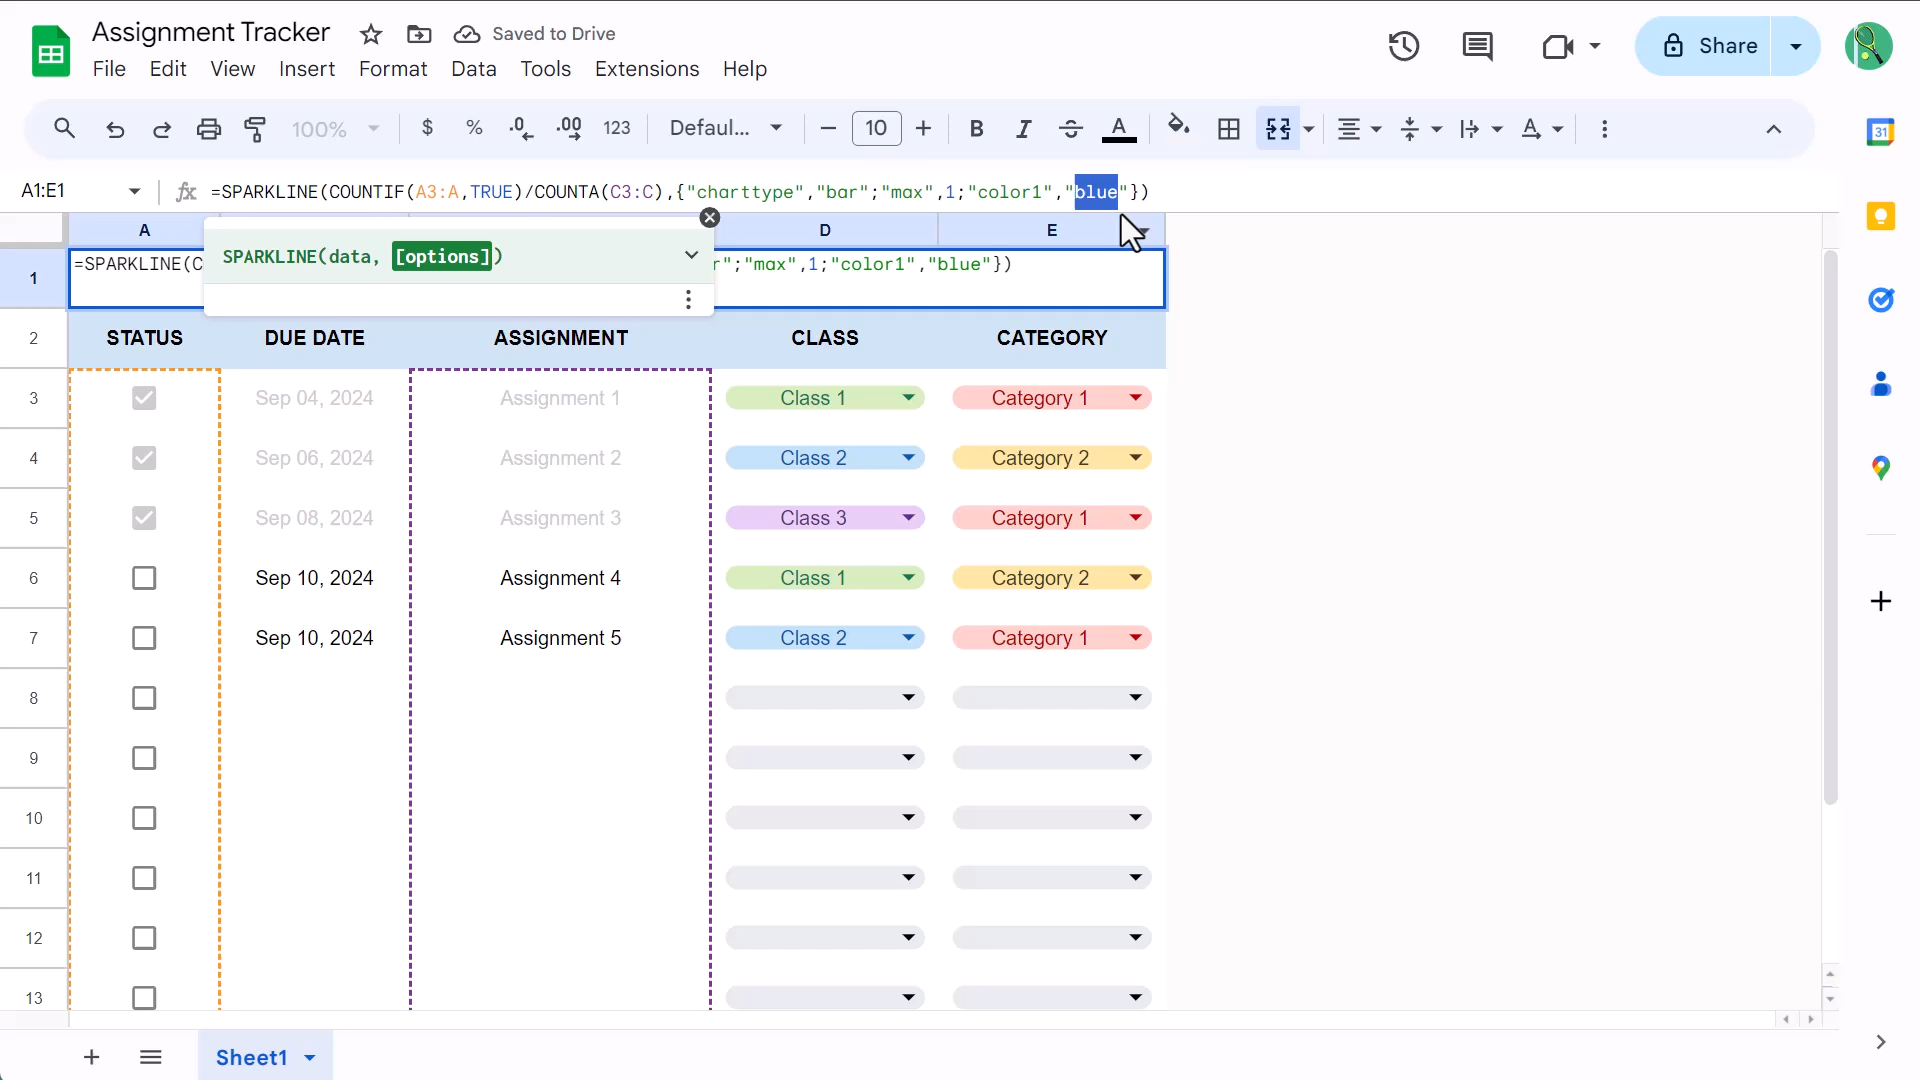 Assignment Tracker
Saved to Drive
Share
File Edit View Insert Format Data Tools Extensions Help
100% $ % .0 .00 123 Defaul... 10 B I S A
31
A1:E1 fx =SPARKLINE(COUNTIF(A3:A,TRUE)/COUNTA(C3:C),{"charttype","bar";"max",1;"color1","blue"})
A D E
SPARKLINE(data, [options])
1 =SPARKLINE(C r";"max",1;"color1","blue"})
2 STATUS DUE DATE ASSIGNMENT CLASS CATEGORY
3 Sep 04, 2024 Assignment 1 Class 1 Category 1
4 Sep 06, 2024 Assignment 2 Class 2 Category 2
5 Sep 08, 2024 Assignment 3 Class 3 Category 1
6 Sep 10, 2024 Assignment 4 Class 1 Category 2
7 Sep 10, 2024 Assignment 5 Class 2 Category 1
8
9
10
11
12
13
Sheet1